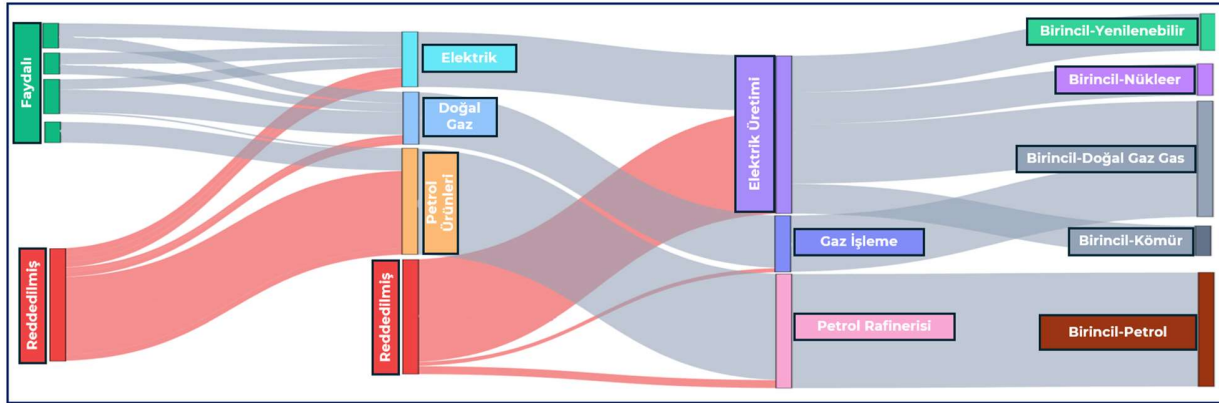 Faydalı
Reddedilmiş
Elektrik
Doğal
Gaz
Petrol
Ürünleri
Reddedilmiş
Elektrik Üretimi
Gaz İşleme
Petrol Rafinerisi
Birincil-Yenilenebilir
Birincil-Nükleer
Birincil-Doğal Gaz Gas
Birincil-Kömür
Birincil-Petrol